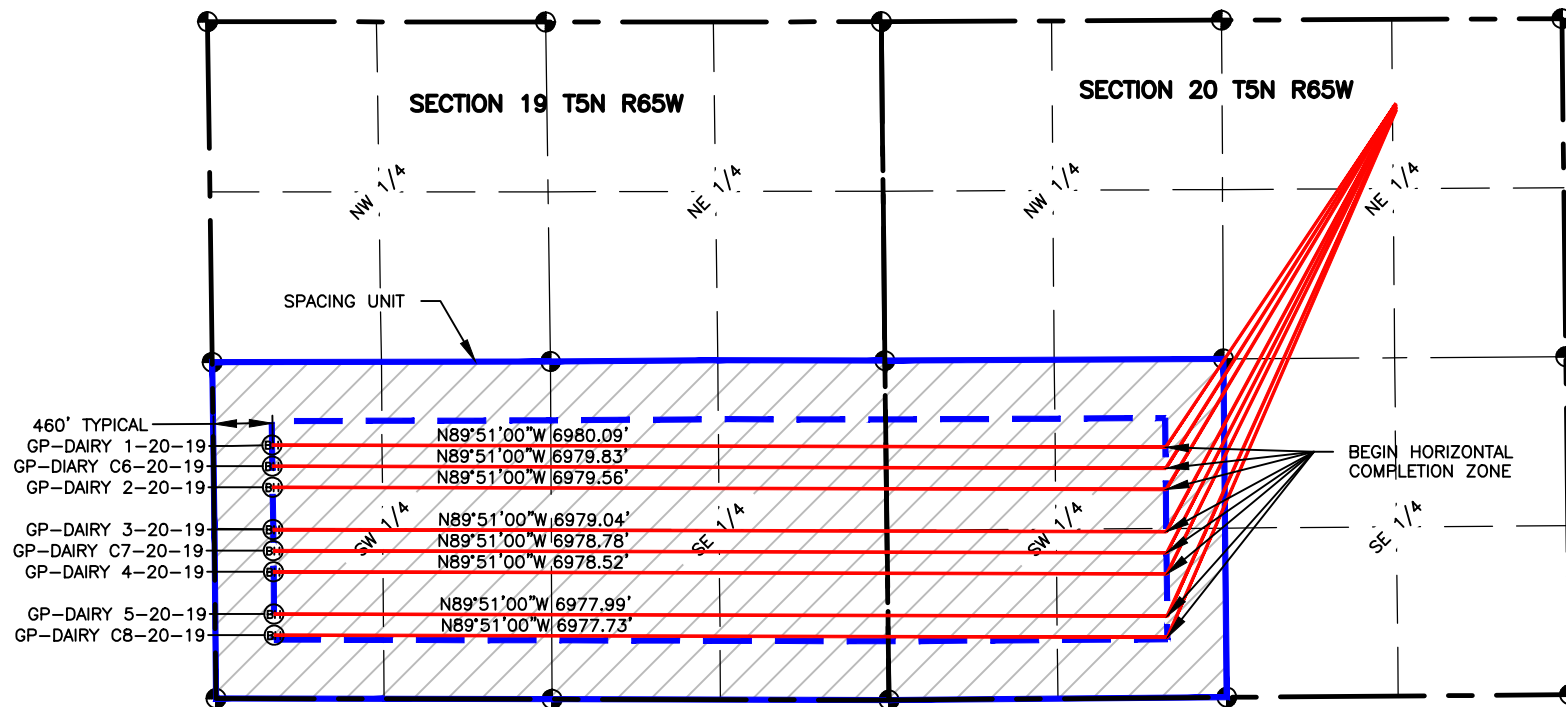 SECTION 19 T5N R65W
SECTION 20 T5N R65W
NW 1/4
NE 1/4
NW 1/4
NE 1/4
SPACING UNIT
460' TYPICAL
GP-DAIRY 1-20-19
GP-DIARY C6-20-19
GP-DAIRY 2-20-19
GP-DAIRY 3-20-19
GP-DAIRY C7-20-19
GP-DAIRY 4-20-19
GP-DAIRY 5-20-19
GP-DAIRY C8-20-19
N89°51'00"W 6980.09'
N89°51'00"W 6979.83'
N89°51'00"W 6979.56'
N89°51'00"W 6979.04'
N89°51'00"W 6978.78'
N89°51'00"W 6978.52'
N89°51'00"W 6977.99'
N89°51'00"W 6977.73'
SW 1/4
SE 1/4
SW 1/4
SE 1/4
BEGIN HORIZONTAL
COMPLETION ZONE